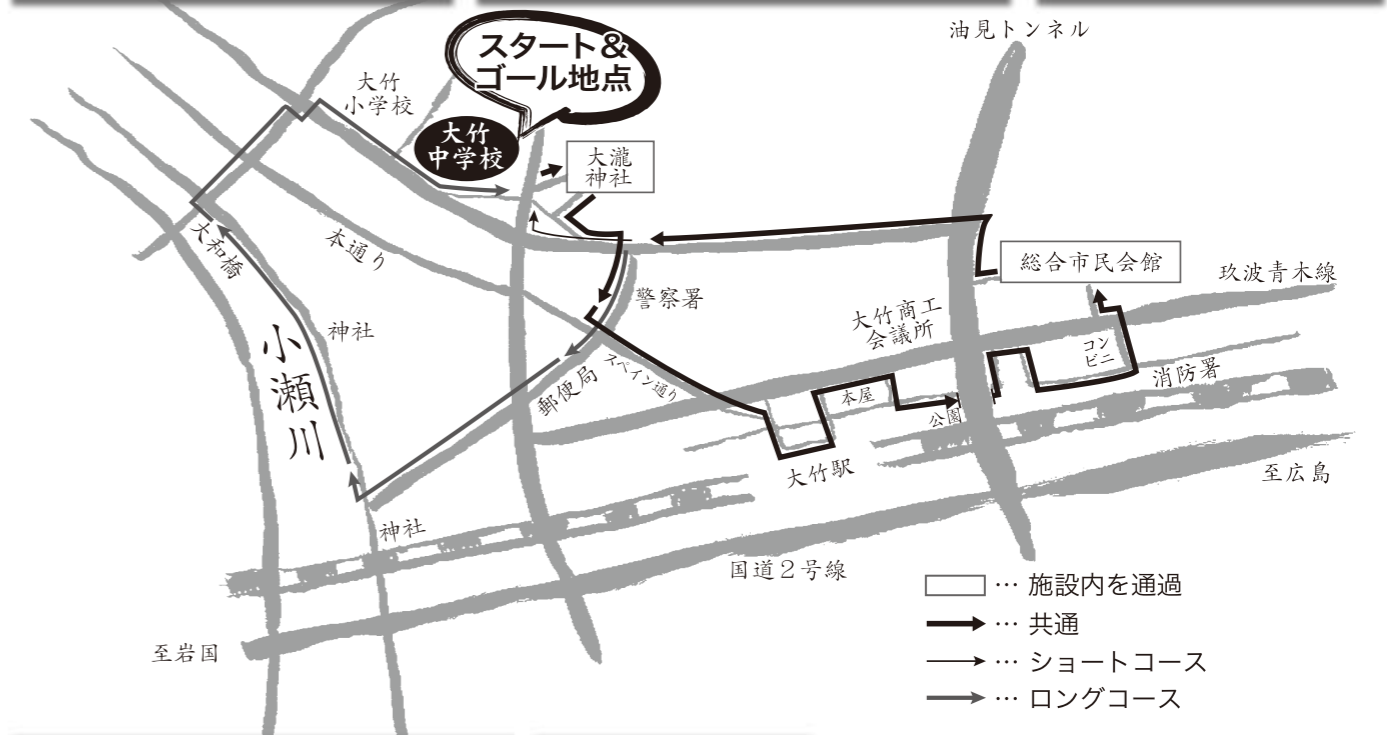 油見トンネル
スタート&
ゴール地点
大竹
小学校
大竹
中学校
大瀧
神社
総合市民会館
玖波青木線
大和橋
本通り
警察署
大竹商工
会議所
コン
ビニ
消防署
小瀬川
神社
郵便局
スペイン通り
本屋
公園
大竹駅
至広島
神社
国道2号線
至岩国
… 施設内を通過
… 共通
… ショートコース
… ロングコース